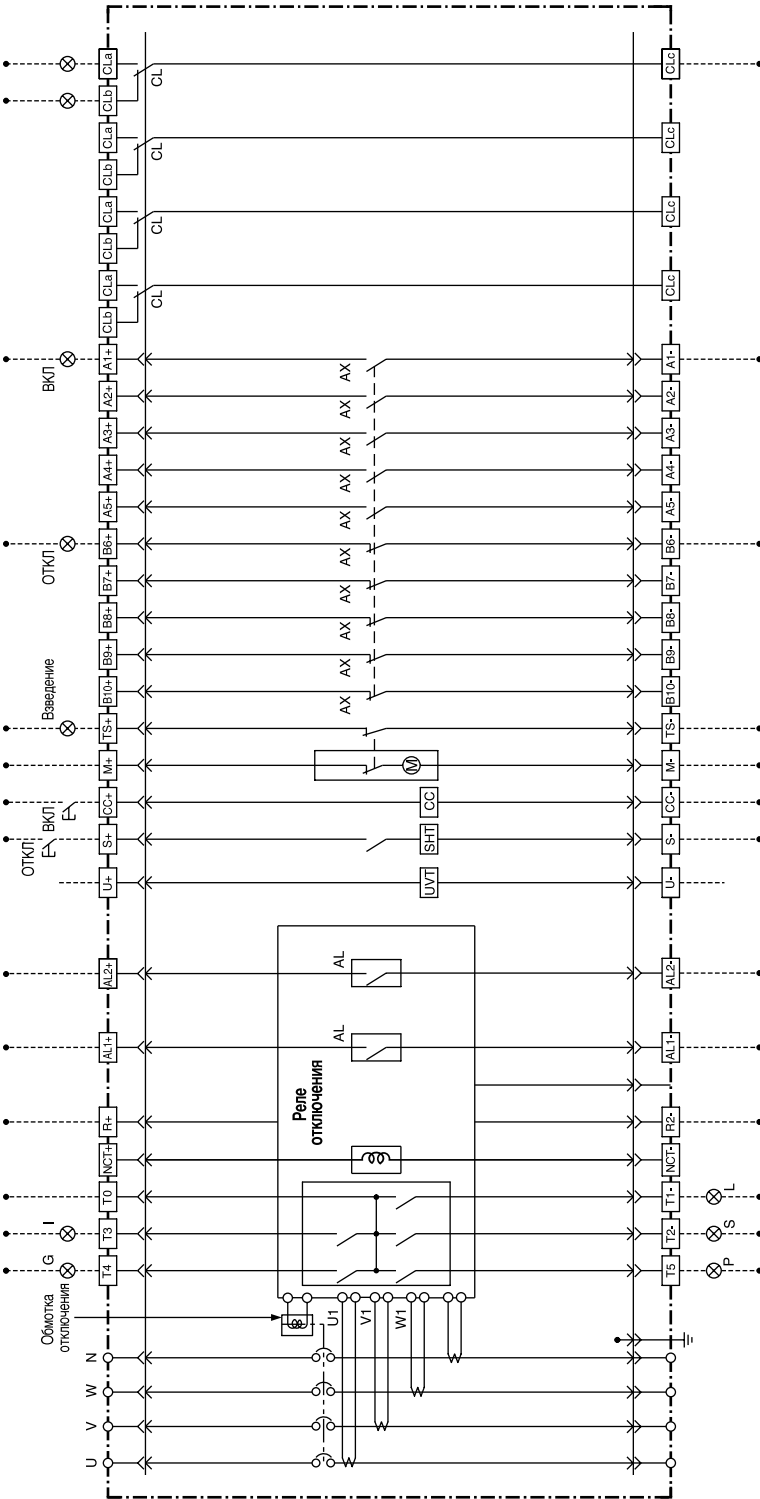 CLa
CLb
CLa
CLb
CLa
CLb
CLa
CLb
A1+
A2+
A3+
A4+
A5+
B6+
B7+
B8+
B9+
B10+
TS+
M+
CC+
S+
U+
AL2+
AL1+
R+
NCT+
T0
T3
T4
N
W
V
U
ВКЛ
ОТКЛ
Взведение
ВКЛ
ОТКЛ
I
G
Обмотка
отключения
CL
CL
CL
CL
AX
AX
AX
AX
AX
AX
AX
AX
AX
AX
M
CC
SHT
UVT
AL
AL
Реле
отключения
U1
V1
W1
CLc
CLc
CLc
CLc
A1-
A2-
A3-
A4-
A5-
B6-
B7-
B8-
B9-
B10-
TS-
M-
CC-
S-
U-
AL2-
AL1-
R2-
NCT-
T1-
T2-
T5
L
S
P